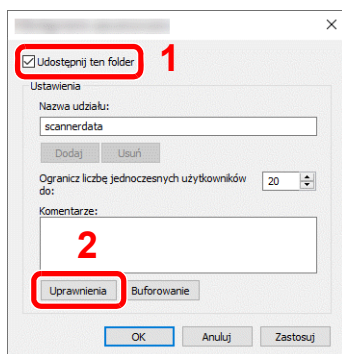 Udostępnij ten folder
1
Ustawienia
Nazwa udziału:
scannerdata
Dodaj Usuń
Ogranicz liczbę jednoczesnych użytkowników
do:
20
Komentarze:
2
Uprawnienia Buforowanie
OK Anuluj Zastosuj